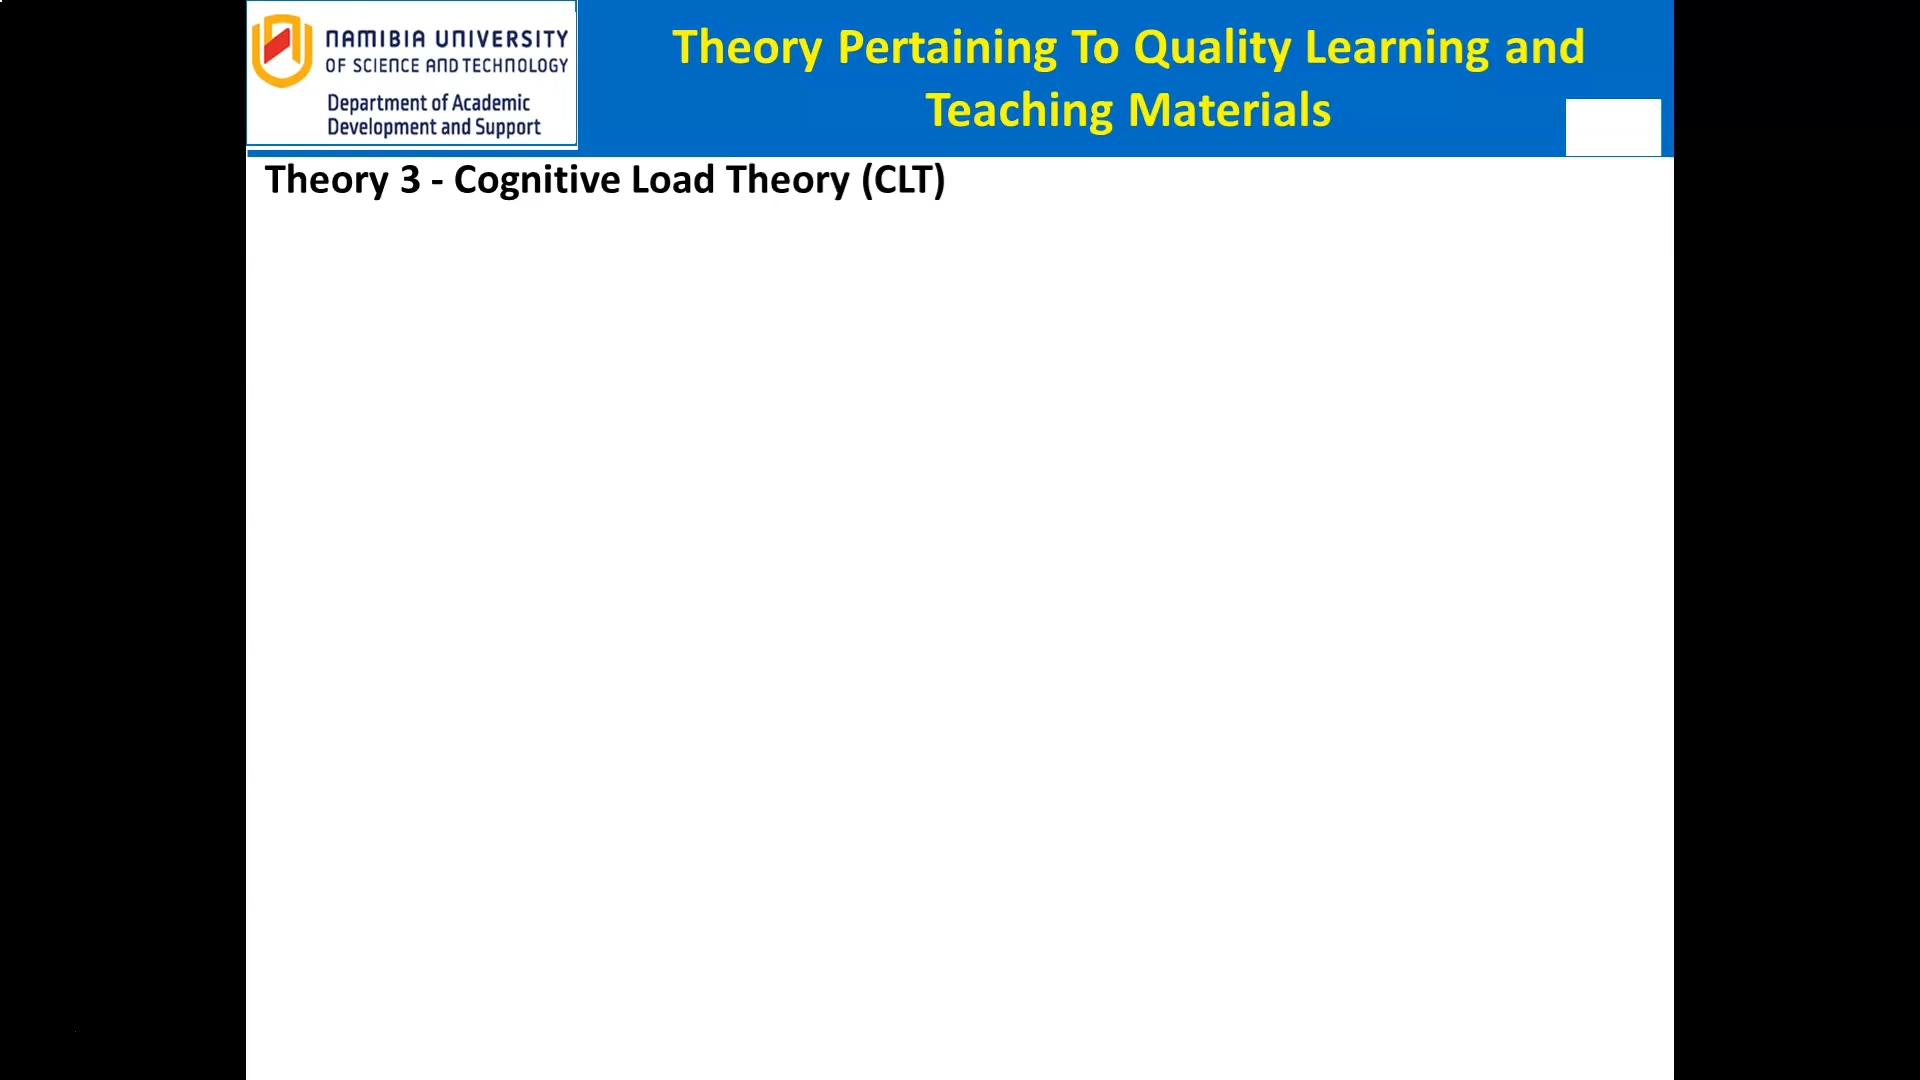 NAMIBIA UNIVERSITY
OF SCIENCE AND TECHNOLOGY
Department of Academic
Development and Support
Theory Pertaining To Quality Learning and
Teaching Materials
Theory 3 - Cognitive Load Theory (CLT)